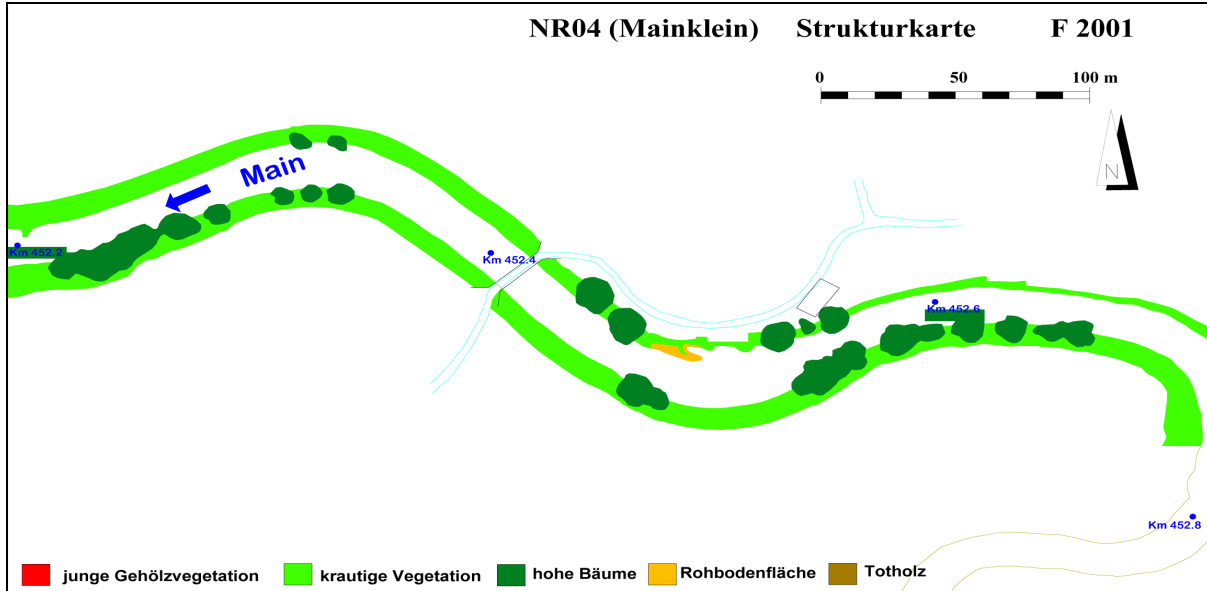 NR04 (Mainklein) Strukturkarte F 2001
0 50 100 m
N
Main
Km 452.2
Km 452.4
Km 452.6
Km 452.8
junge Gehölzvegetation krautige Vegetation hohe Bäume Rohbodenfläche Totholz